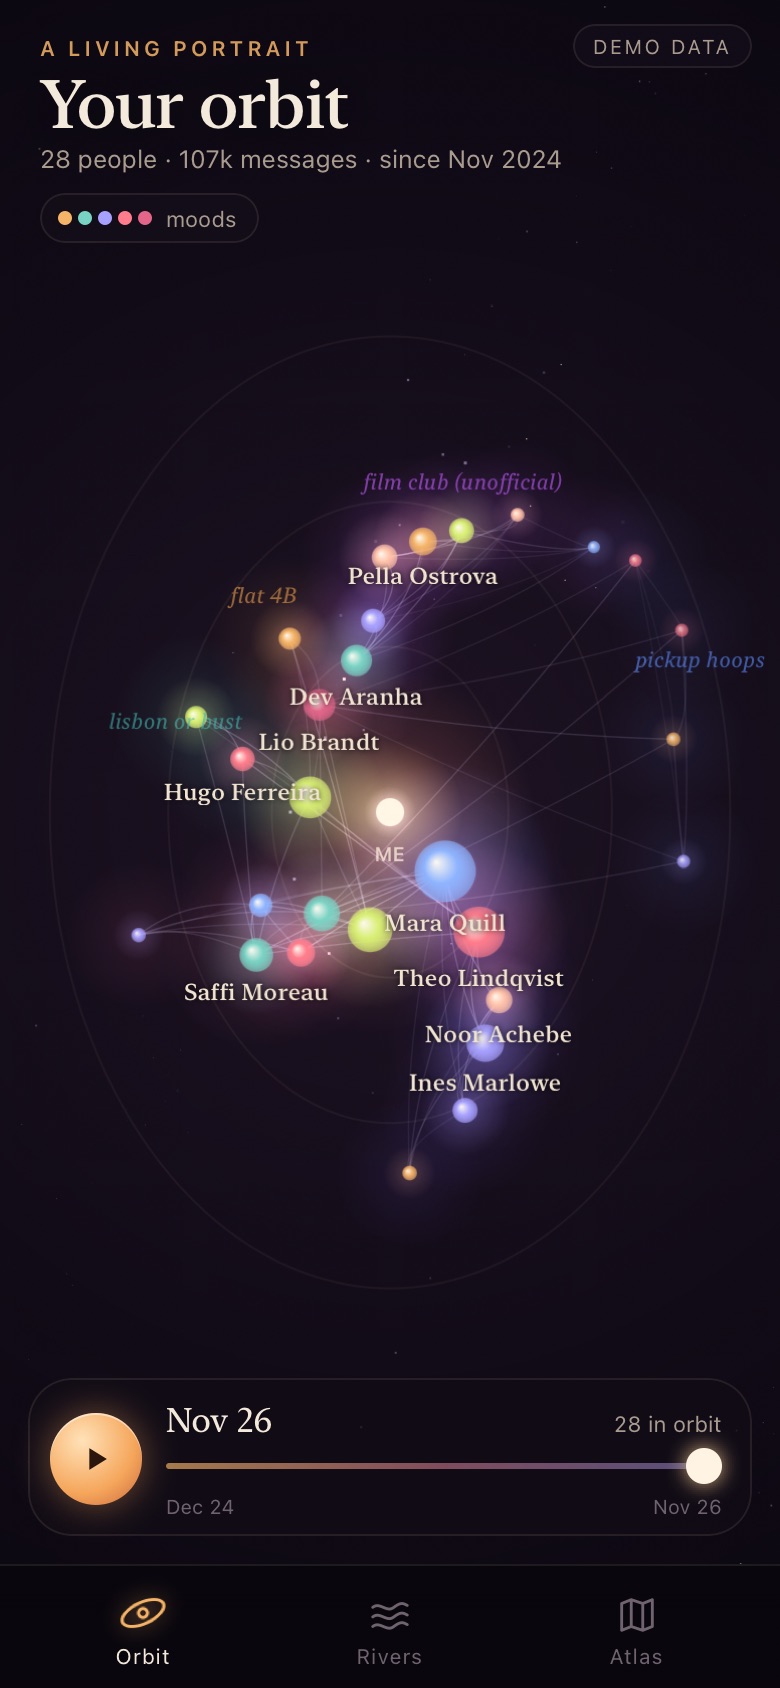 A LIVING PORTRAIT
DEMO DATA
Your orbit
28 people · 107k messages · since Nov 2024
moods
film club (unofficial)
Pella Ostrova
flat 4B
pickup hoops
Dev Aranha
lisbon or bust
Lio Brandt
Hugo Ferreira
ME
Mara Quill
Theo Lindqvist
Saffi Moreau
Noor Achebe
Ines Marlowe
Nov 26
28 in orbit
Dec 24
Nov 26
Orbit
Rivers
Atlas